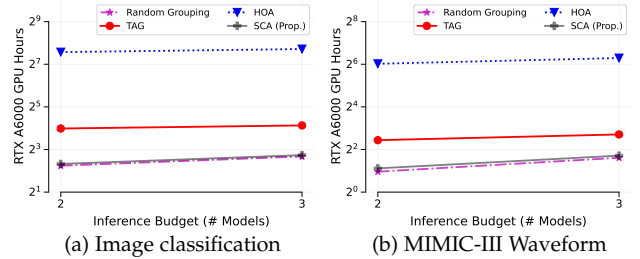 Random Grouping
TAG
HOA
SCA (Prop.)
RTX A6000 GPU Hours
2^9
2^7
2^5
2^3
2^1
2
3
Inference Budget (# Models)
(a) Image classification
Random Grouping
TAG
HOA
SCA (Prop.)
RTX A6000 GPU Hours
2^8
2^6
2^4
2^2
2^0
2
3
Inference Budget (# Models)
(b) MIMIC-III Waveform